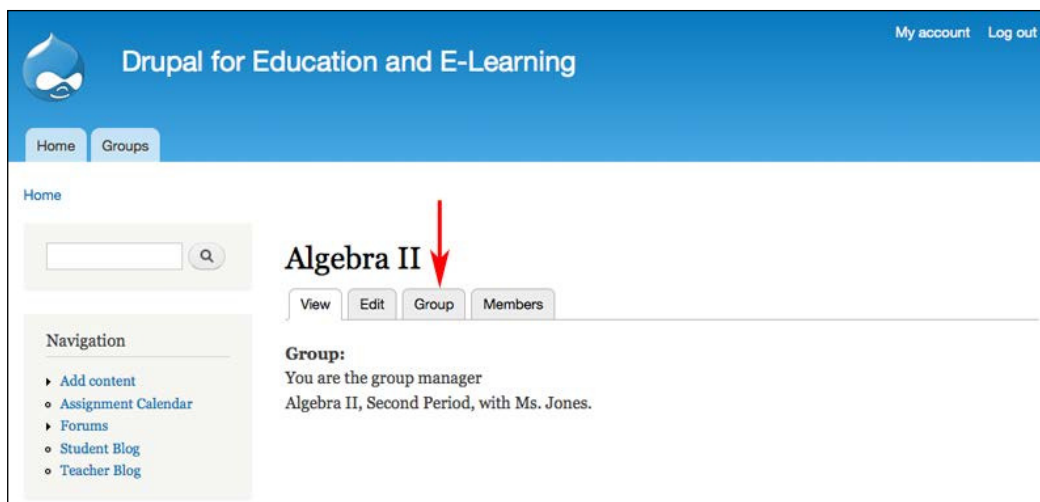 My account Log out
Drupal for Education and E-Learning
Home Groups
Home
Algebra II
View Edit Group Members
Navigation
Add content
Assignment Calendar
Forums
Student Blog
Teacher Blog
Group:
You are the group manager
Algebra II, Second Period, with Ms. Jones.